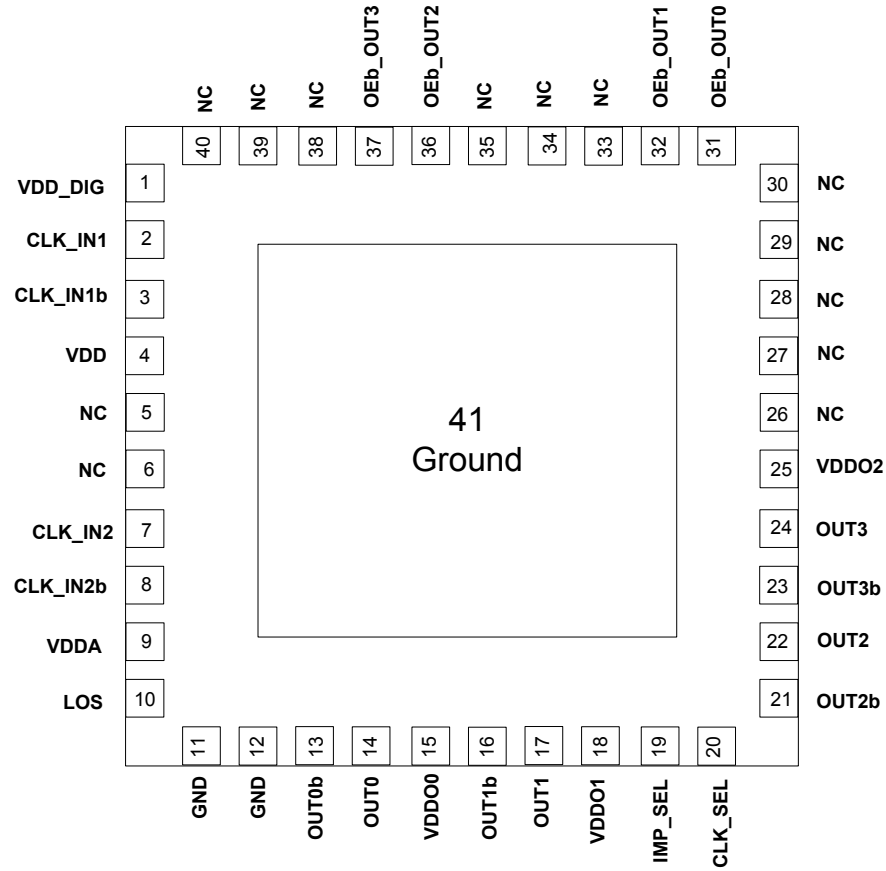 OEb_OUT3
OEb_OUT2
OEb_OUT1
OEb_OUT0
NC
NC
NC
NC
NC
NC
40
39
38
37
36
35
34
33
32
31
VDD_DIG 1
CLK_IN1 2
CLK_IN1b 3
VDD 4
NC 5
NC 6
CLK_IN2 7
CLK_IN2b 8
VDDA 9
LOS 10
41
Ground
30 NC
29 NC
28 NC
27 NC
26 NC
25 VDDO2
24 OUT3
23 OUT3b
22 OUT2
21 OUT2b
11
12
13
14
15
16
17
18
19
20
GND
GND
OUT0b
OUT0
VDDO0
OUT1b
OUT1
VDDO1
IMP_SEL
CLK_SEL